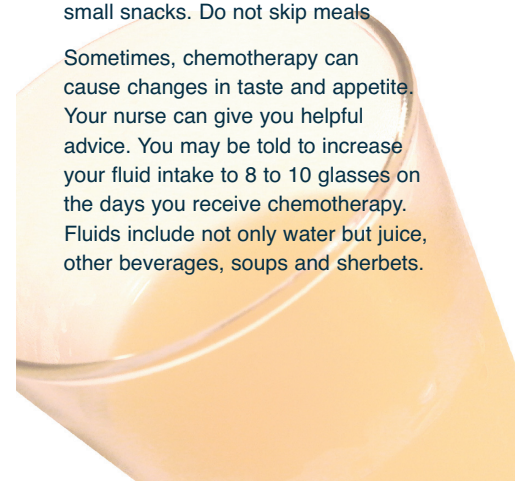 small snacks. Do not skip meals
Sometimes, chemotherapy can
cause changes in taste and appetite.
Your nurse can give you helpful
advice. You may be told to increase
your fluid intake to 8 to 10 glasses on
the days you receive chemotherapy.
Fluids include not only water but juice,
other beverages, soups and sherbets.